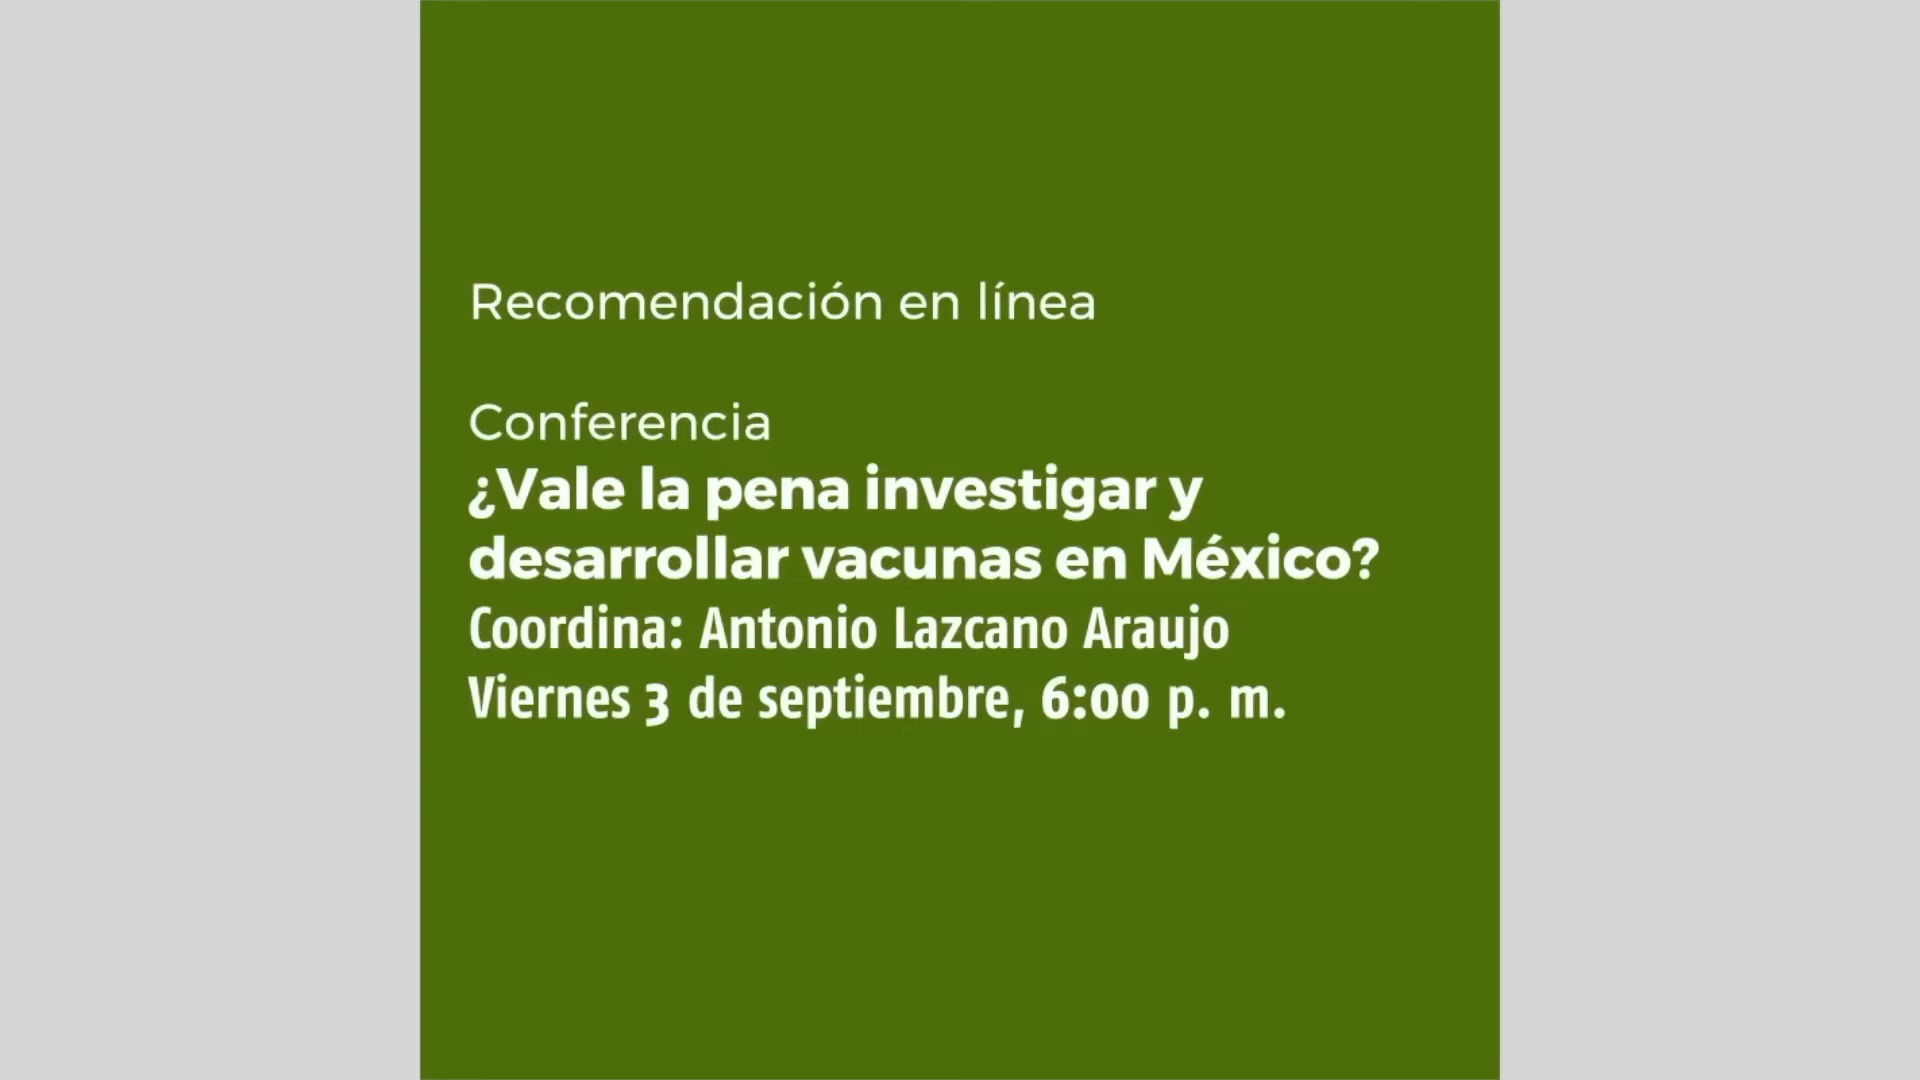 Recomendación en línea
Conferencia
¿Vale la pena investigar y
desarrollar vacunas en México?
Coordina: Antonio Lazcano Araujo
Viernes 3 de septiembre, 6:00 p. m.